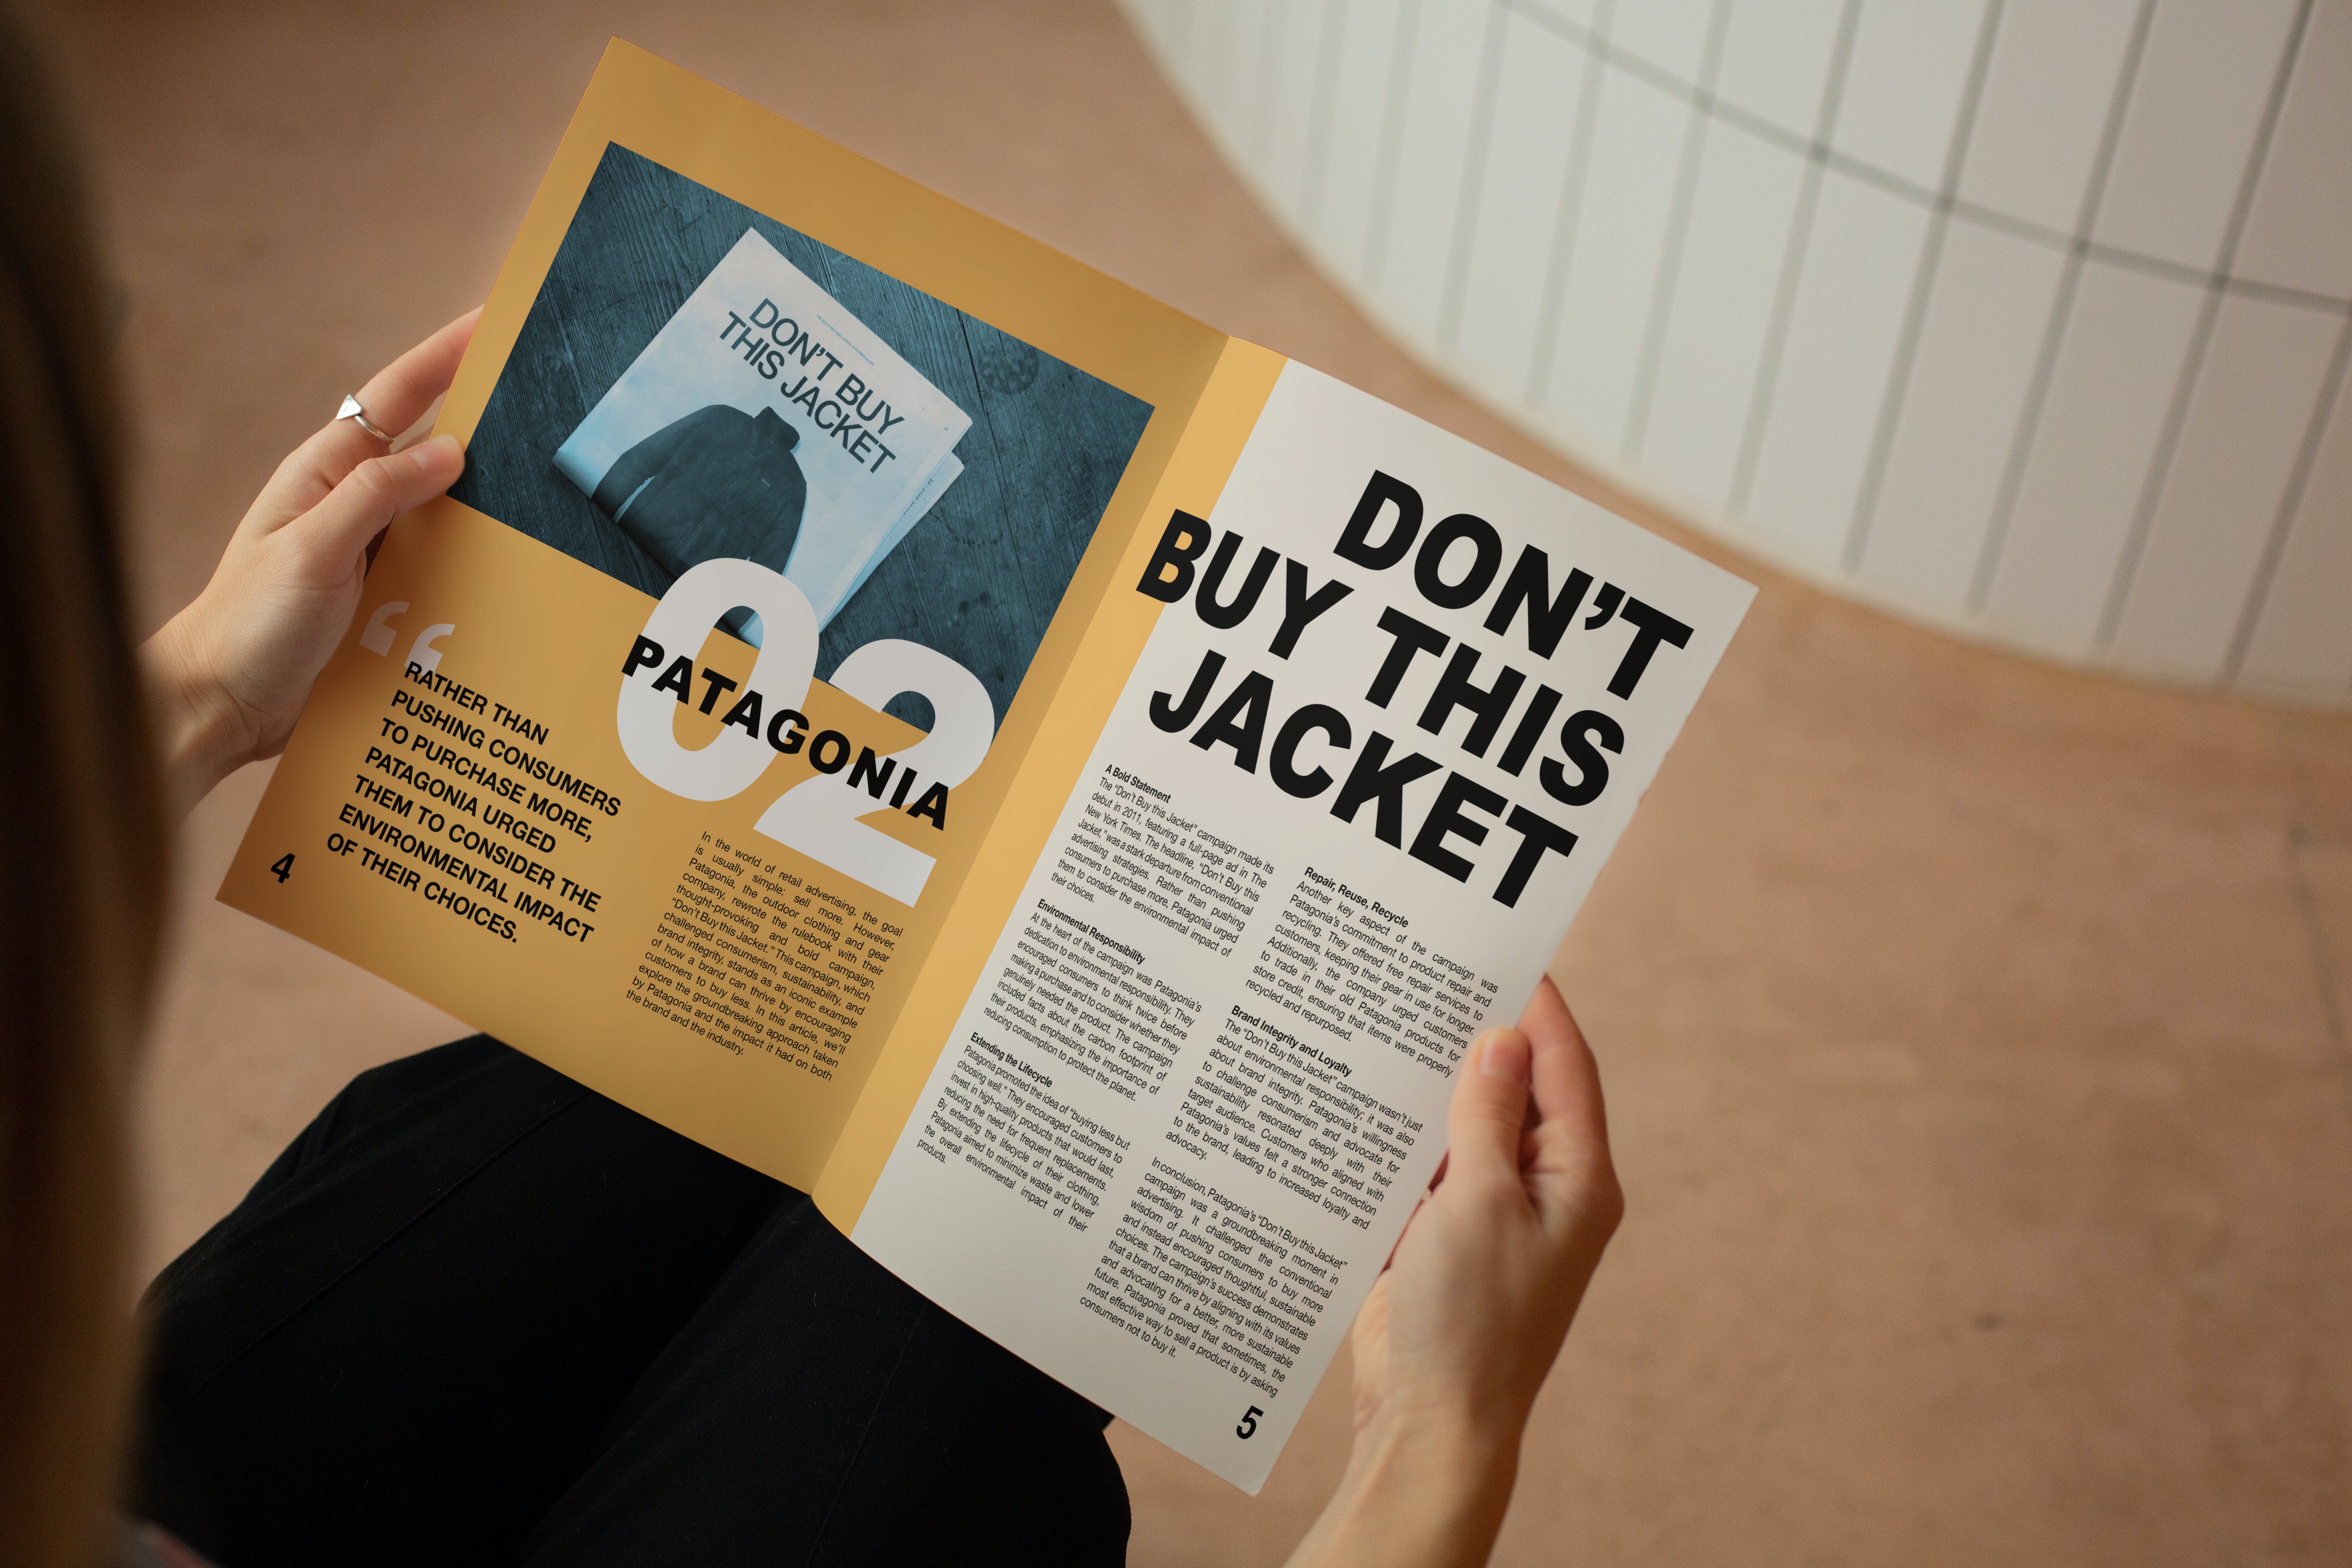 DON'T BUY
THIS JACKET
02
PATAGONIA
“
RATHER THAN
PUSHING CONSUMERS
TO PURCHASE MORE,
PATAGONIA URGED
THEM TO CONSIDER THE
ENVIRONMENTAL IMPACT
OF THEIR CHOICES.
4
In the world of retail advertising, the goal
is usually simple: sell more. However,
Patagonia, the outdoor clothing and gear
company, rewrote the rulebook with their
thought-provoking and bold campaign,
“Don't Buy this Jacket.” This campaign, which
challenged consumerism, sustainability, and
brand integrity, stands as an iconic example
of how a brand can thrive by encouraging
customers to buy less. In this article, we'll
explore the groundbreaking approach taken
by Patagonia and the impact it had on both
the brand and the industry.
DON’T
BUY THIS
JACKET
A Bold Statement
The “Don't Buy this Jacket” campaign made its
debut in 2011, featuring a full-page ad in The
New York Times. The headline, “Don't Buy this
Jacket,” was a stark departure from conventional
advertising strategies. Rather than pushing
consumers to purchase more, Patagonia urged
them to consider the environmental impact of
their choices.
Environmental Responsibility
At the heart of the campaign was Patagonia's
dedication to environmental responsibility. They
encouraged consumers to think twice before
making a purchase and to consider whether they
genuinely needed the product. The campaign
included facts about the carbon footprint of
their products, emphasizing the importance of
reducing consumption to protect the planet.
Extending the Lifecycle
Patagonia promoted the idea of “buying less but
choosing well.” They encouraged customers to
invest in high-quality products that would last,
reducing the need for frequent replacements.
By extending the lifecycle of their clothing,
Patagonia aimed to minimize waste and lower
the overall environmental impact of their
products.
Repair, Reuse, Recycle
Another key aspect of the campaign was
Patagonia's commitment to product repair and
recycling. They offered free repair services to
customers, keeping their gear in use for longer.
Additionally, the company urged customers
to trade in their old Patagonia products for
store credit, ensuring that items were properly
recycled and repurposed.
Brand Integrity and Loyalty
The “Don't Buy this Jacket” campaign wasn't just
about environmental responsibility; it was also
about brand integrity. Patagonia's willingness
to challenge consumerism and advocate for
sustainability resonated deeply with their
target audience. Customers who aligned with
Patagonia's values felt a stronger connection
to the brand, leading to increased loyalty and
advocacy.
In conclusion, Patagonia's “Don't Buy this Jacket”
campaign was a groundbreaking moment in
advertising. It challenged the conventional
wisdom of pushing consumers to buy more
and instead encouraged thoughtful, sustainable
choices. The campaign's success demonstrates
that a brand can thrive by aligning with its values
and advocating for a better, more sustainable
future. Patagonia proved that sometimes, the
most effective way to sell a product is by asking
consumers not to buy it.
5